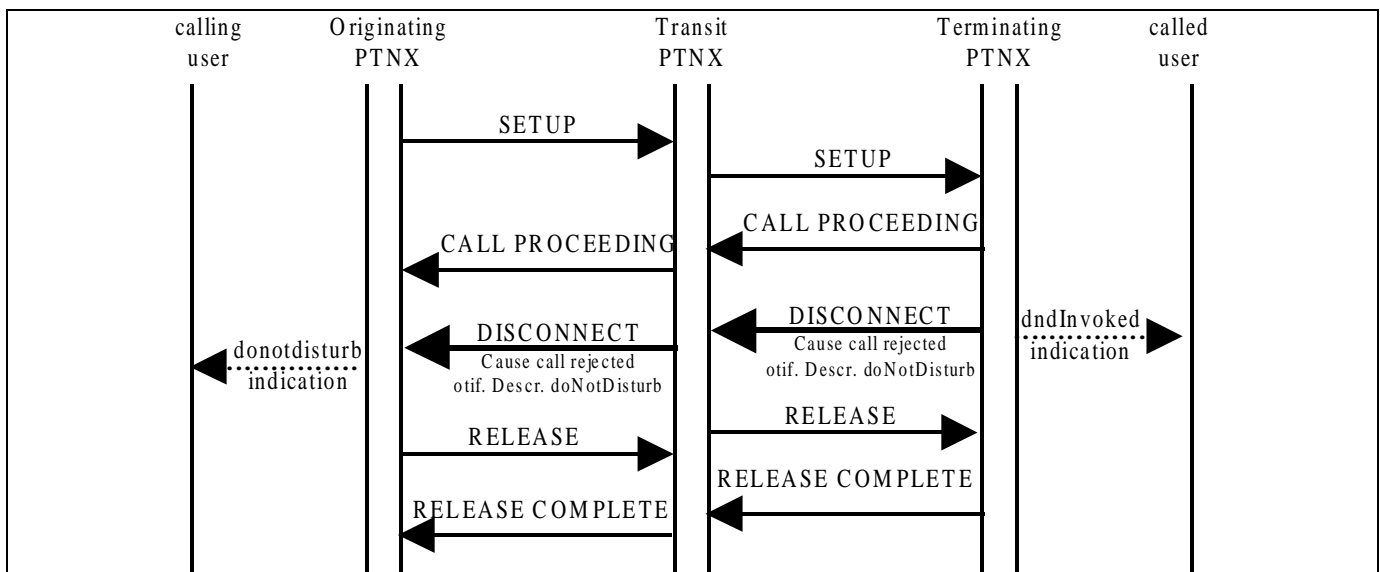 calling user
Originating PTNX
Transit PTNX
Terminating PTNX
called user
SETUP
SETUP
CALL PROCEEDING
CALL PROCEEDING
DISCONNECT
Cause call rejected
otif. Descr. doNotDisturb
DISCONNECT
Cause call rejected
otif. Descr. doNotDisturb
dndInvoked
indication
donotdisturb
indication
RELEASE
RELEASE
RELEASE COMPLETE
RELEASE COMPLETE